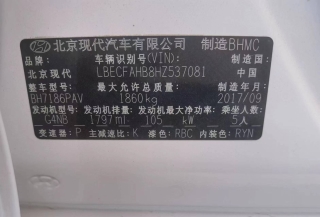 北京现代汽车有限公司 制造BHMC
品牌: 车辆识别号(VIN): 制造国:
北京现代 LBECFAHB8HZ537081 中国
型号: 最大允许总质量: 制造年月:
BH7186PAV 1860kg 2017/09
发动机型号: 发动机排量: 发动机最大净功率: 乘坐人数:
G4NB 1797ml 105 kW 5人
变速器: P 主减速比: K 漆色: RBC 内装色: RYN